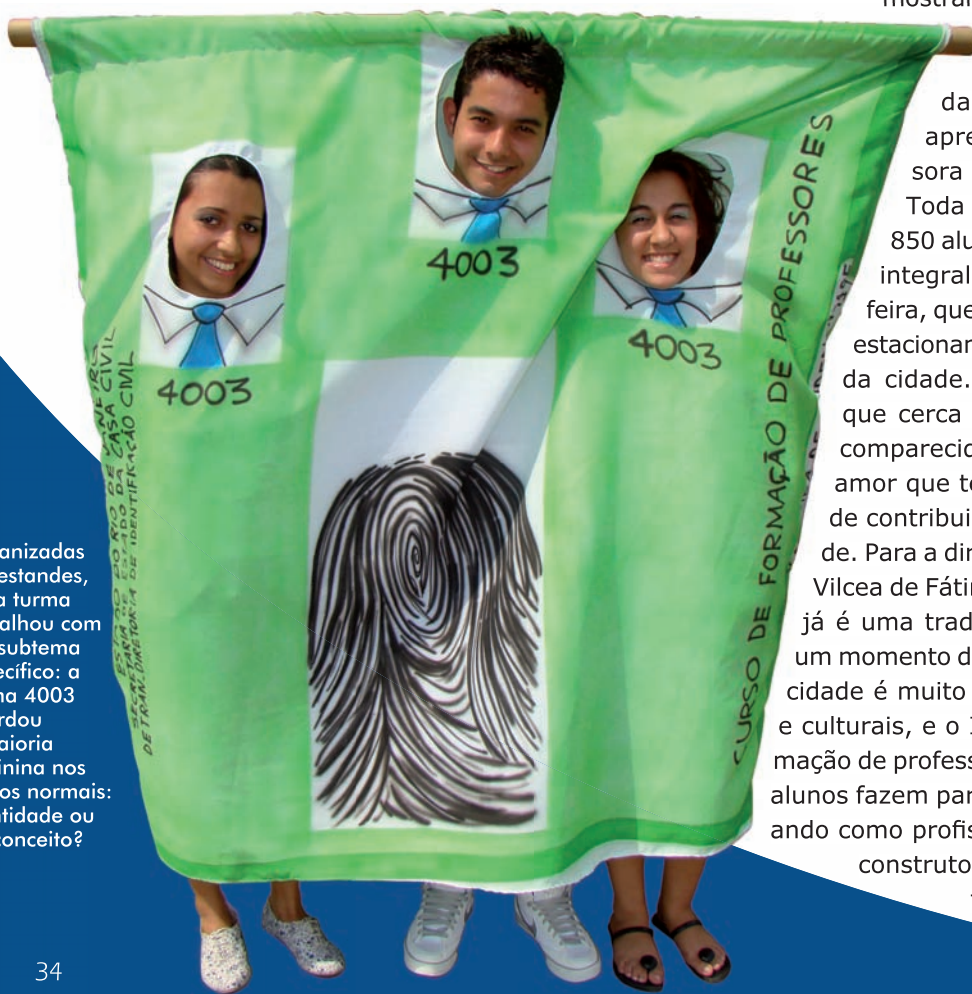 4003
4003
4003
ESTADO DO RIO DE JANEIRO
SECRETARIA DE ESTADO DA CASA CIVIL
DETRAN.DIRETORIA DE IDENTIFICAÇÃO CIVIL
CURSO DE FORMAÇÃO DE PROFESSORES
anizadas
estandes,
a turma
alhou com
subtema
ecífico: a
na 4003
rdou
aioria
inina nos
os normais:
ntidade ou
conceito?
34
mostrar
da
apre
sora
Toda
850 alu
integral
feira, que
estacionar
da cidade.
que cerca
comparecid
amor que te
de contribui
de. Para a dir
Vilcea de Fátir
já é uma trad
um momento d
cidade é muito
e culturais, e o
mação de profess
alunos fazem par
ando como profis
construto